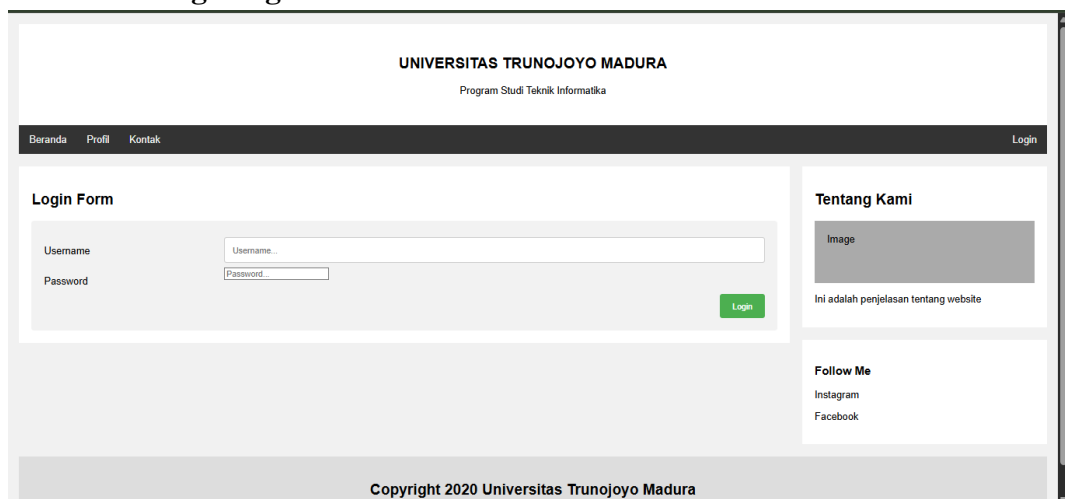 UNIVERSITAS TRUNOJOYO MADURA
Program Studi Teknik Informatika
Beranda Profil Kontak Login
Login Form
Username Username...
Password Password...
Login
Tentang Kami
Image
Ini adalah penjelasan tentang website
Follow Me
Instagram
Facebook
Copyright 2020 Universitas Trunojoyo Madura